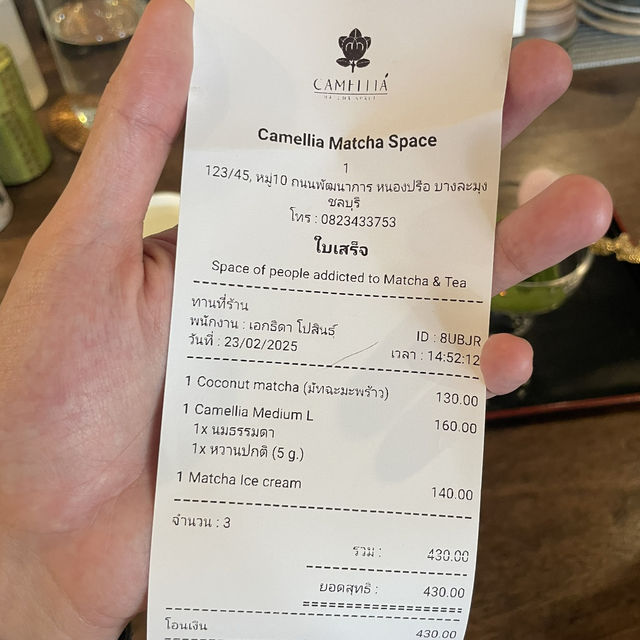 CAMELLIA
MATCHA SPACE
Camellia Matcha Space
1
123/45, หมู่10 ถนนพัฒนาการ หนองปรือ บางละมุง
ชลบุรี
โทร : 0823433753
ใบเสร็จ
Space of people addicted to Matcha & Tea
ทานที่ร้าน
พนักงาน : เอกธิดา โปสินธุ์ ID : 8UBJR
วันที่ : 23/02/2025 เวลา : 14:52:12
1 Coconut matcha (มัทฉะมะพร้าว) 130.00
1 Camellia Medium L 160.00
1x นมธรรมดา
1x หวานปกติ (5 g.)
1 Matcha Ice cream 140.00
จำนวน : 3
รวม : 430.00
ยอดสุทธิ : 430.00
โอนเงิน 430.00